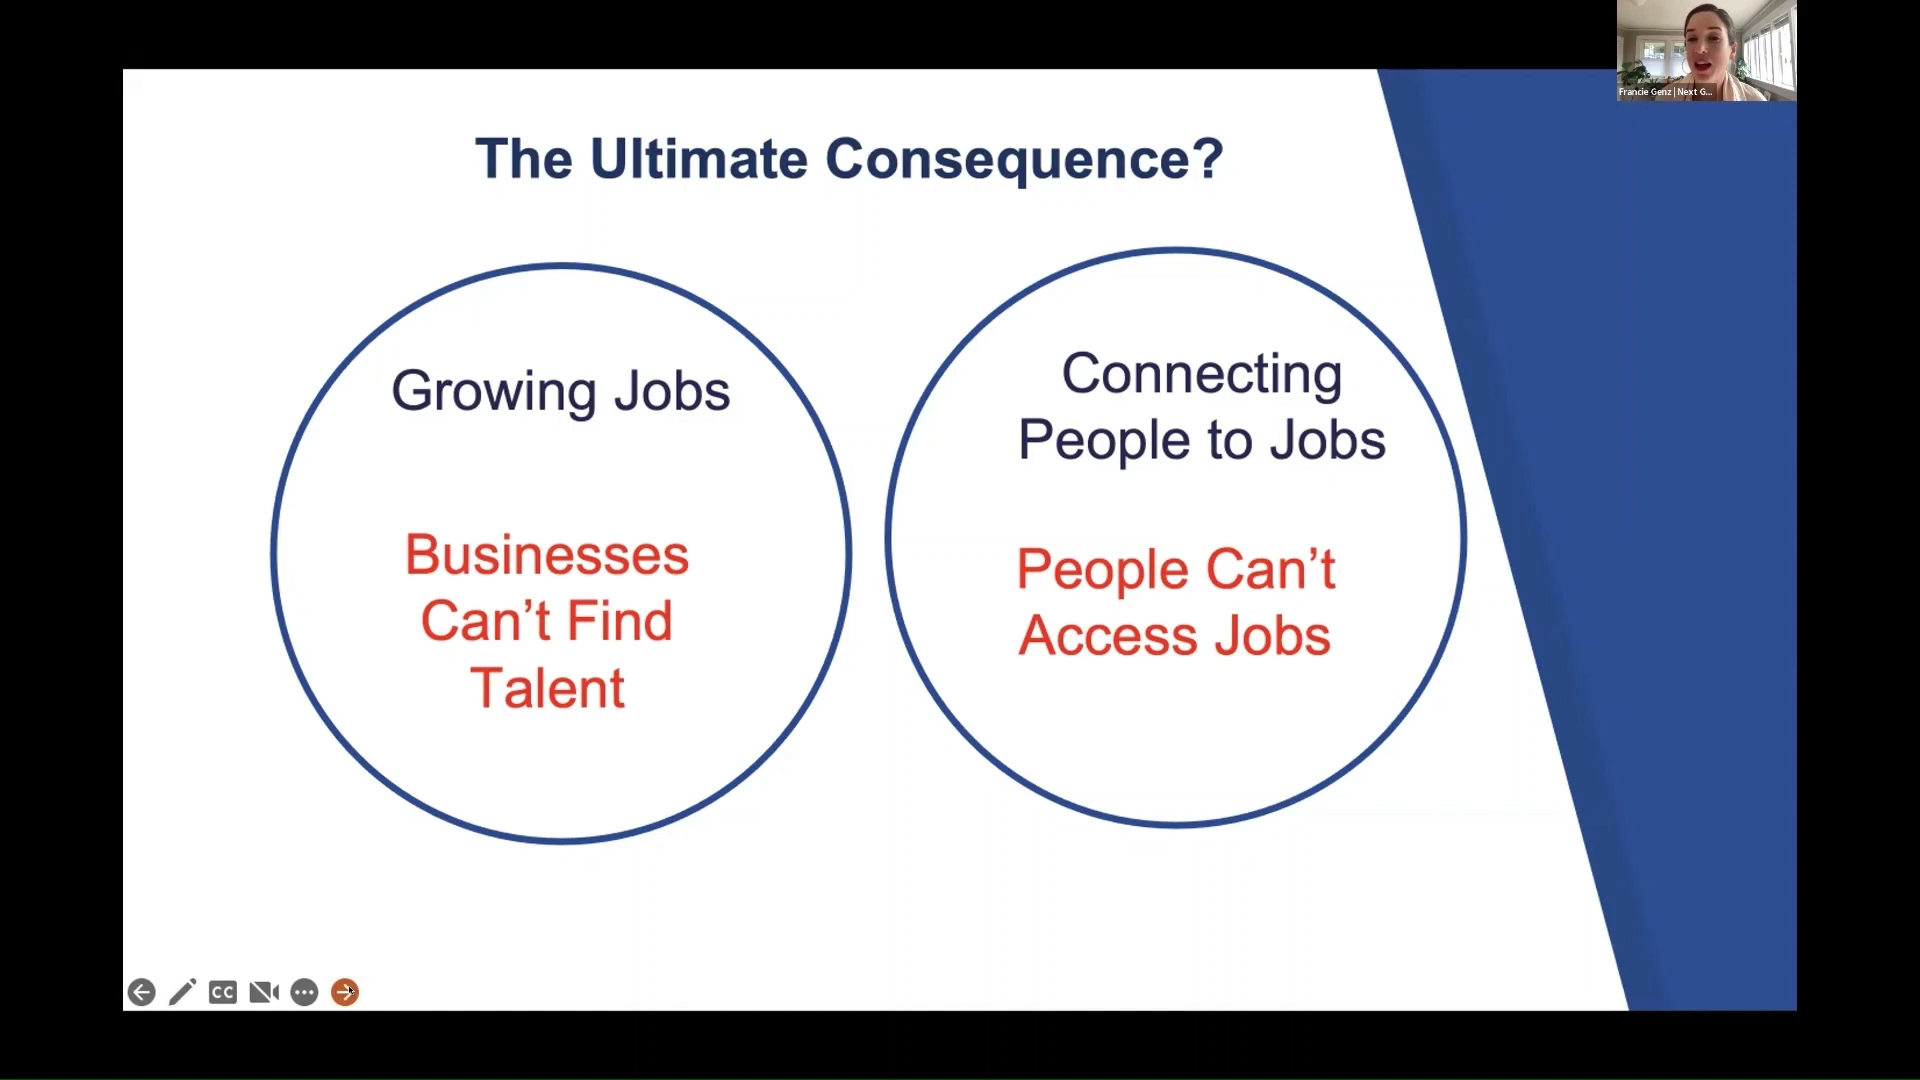 Francie Genz | Next G...
The Ultimate Consequence?
Growing Jobs
Businesses
Can’t Find
Talent
Connecting
People to Jobs
People Can’t
Access Jobs
CC